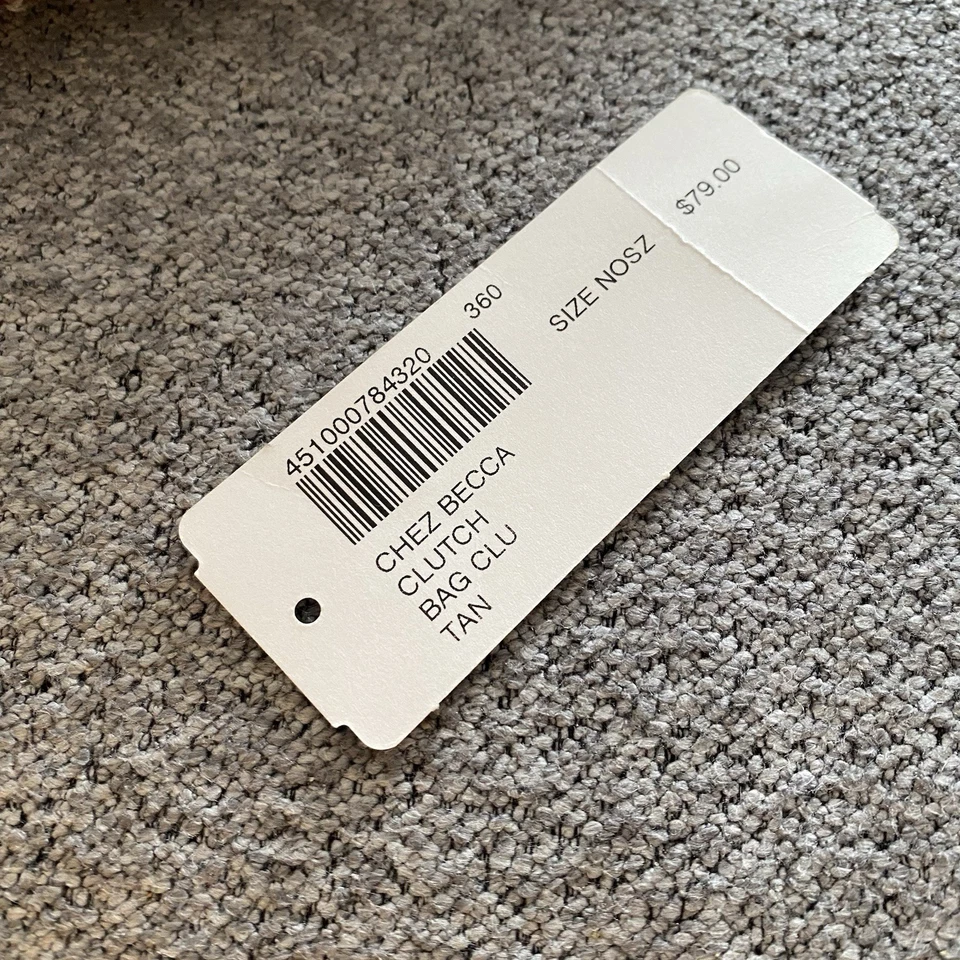 451000784320 360
CHEZ BECCA
CLUTCH
BAG CLU
TAN
SIZE NOSZ
$79.00